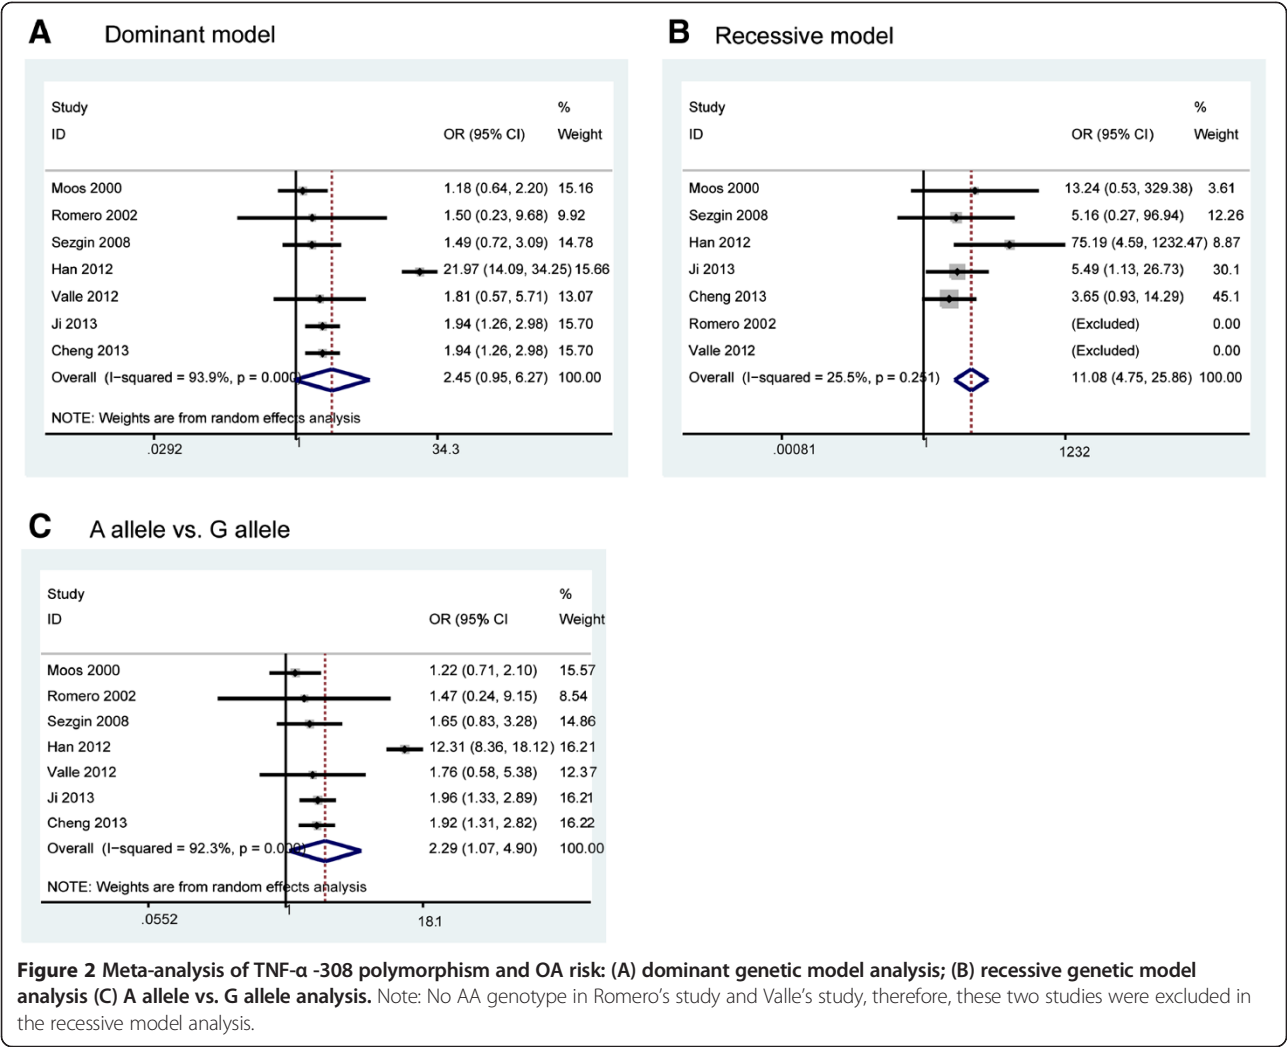 A Dominant model
Study %
ID OR (95% CI) Weight
Moos 2000 1.18 (0.64, 2.20) 15.16
Romero 2002 1.50 (0.23, 9.68) 9.92
Sezgin 2008 1.49 (0.72, 3.09) 14.78
Han 2012 21.97 (14.09, 34.25) 15.66
Valle 2012 1.81 (0.57, 5.71) 13.07
Ji 2013 1.94 (1.26, 2.98) 15.70
Cheng 2013 1.94 (1.26, 2.98) 15.70
Overall (I−squared = 93.9%, p = 0.000) 2.45 (0.95, 6.27) 100.00
NOTE: Weights are from random effects analysis
.0292 1 34.3
B Recessive model
Study %
ID OR (95% CI) Weight
Moos 2000 13.24 (0.53, 329.38) 3.61
Sezgin 2008 5.16 (0.27, 96.94) 12.26
Han 2012 75.19 (4.59, 1232.47) 8.87
Ji 2013 5.49 (1.13, 26.73) 30.1
Cheng 2013 3.65 (0.93, 14.29) 45.1
Romero 2002 (Excluded) 0.00
Valle 2012 (Excluded) 0.00
Overall (I−squared = 25.5%, p = 0.251) 11.08 (4.75, 25.86) 100.00
.00081 1 1232
C A allele vs. G allele
Study %
ID OR (95% CI Weight
Moos 2000 1.22 (0.71, 2.10) 15.57
Romero 2002 1.47 (0.24, 9.15) 8.54
Sezgin 2008 1.65 (0.83, 3.28) 14.86
Han 2012 12.31 (8.36, 18.12) 16.21
Valle 2012 1.76 (0.58, 5.38) 12.37
Ji 2013 1.96 (1.33, 2.89) 16.21
Cheng 2013 1.92 (1.31, 2.82) 16.22
Overall (I−squared = 92.3%, p = 0.000) 2.29 (1.07, 4.90) 100.00
NOTE: Weights are from random effects analysis
.0552 1 18.1
Figure 2 Meta-analysis of TNF-α -308 polymorphism and OA risk: (A) dominant genetic model analysis; (B) recessive genetic model
analysis (C) A allele vs. G allele analysis. Note: No AA genotype in Romero's study and Valle's study, therefore, these two studies were excluded in
the recessive model analysis.